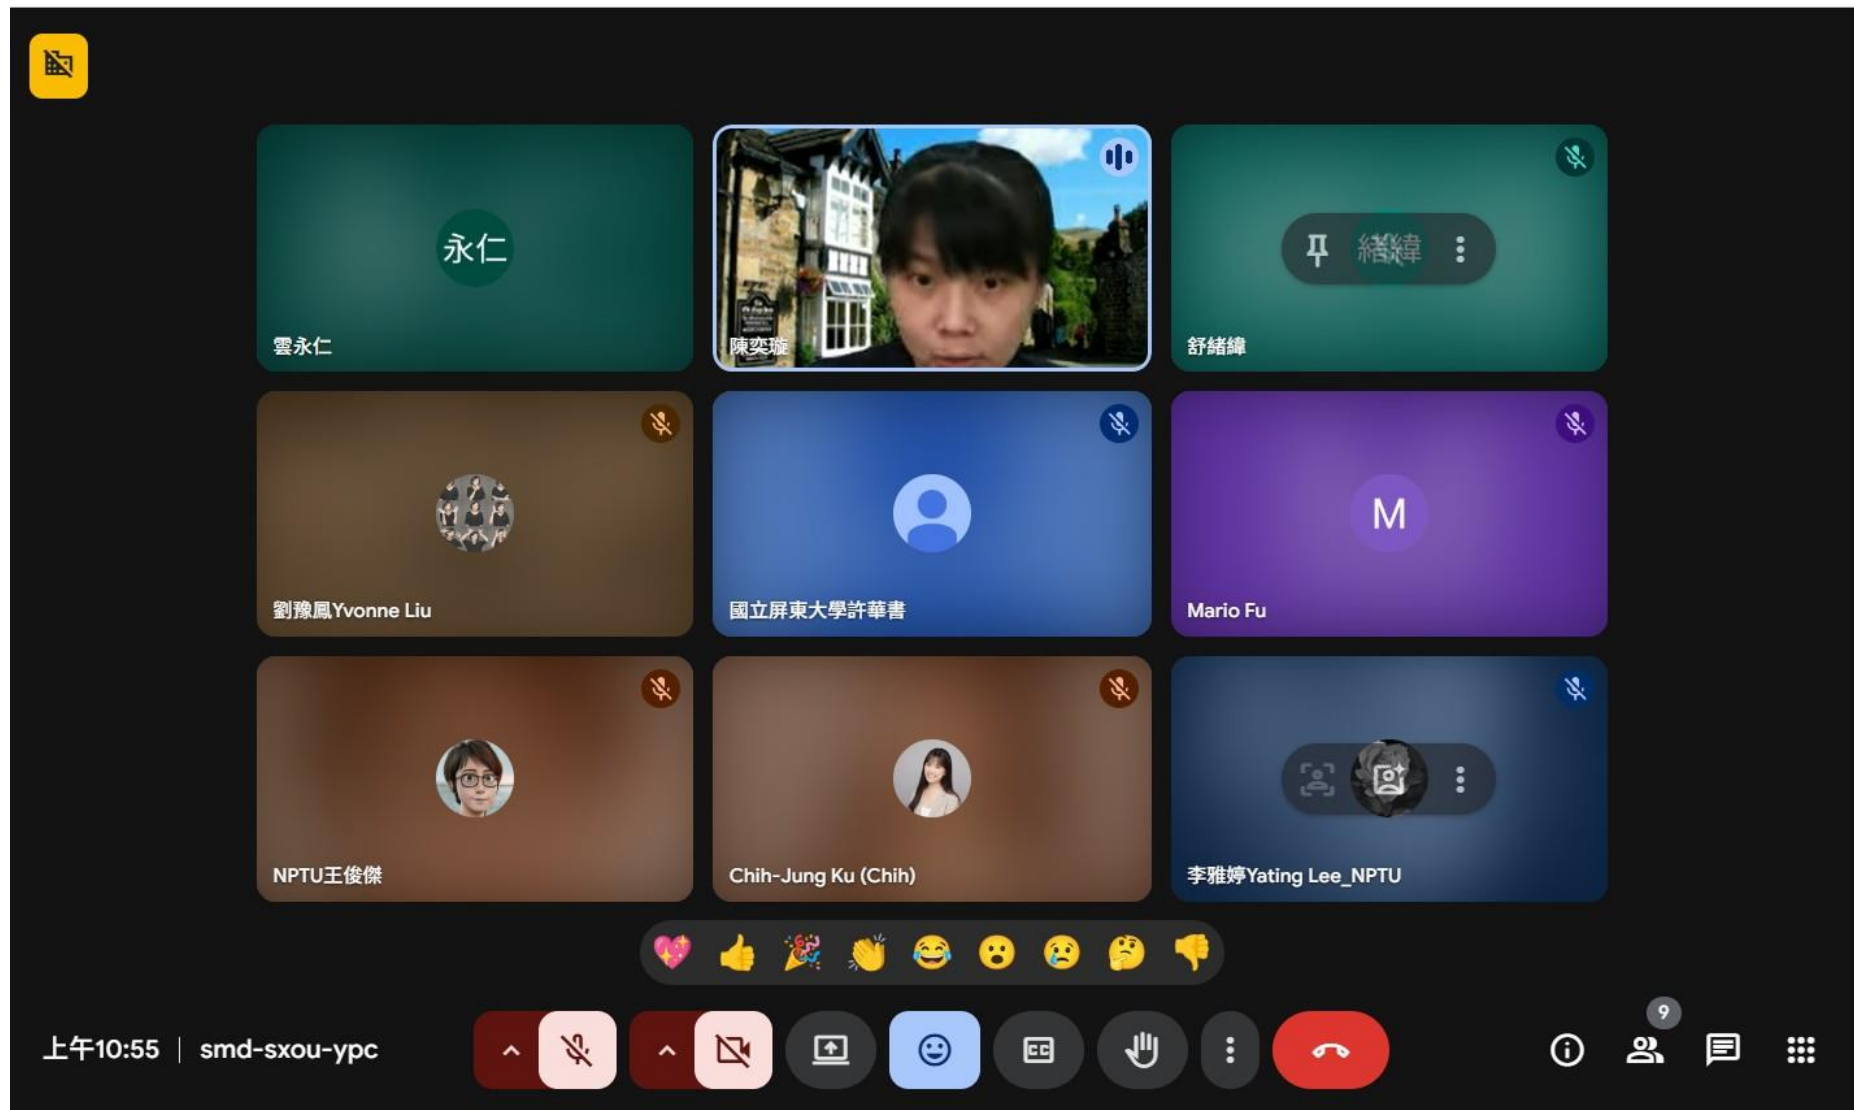 永仁
雲永仁
陳奕璇
緒緯
舒緒緯
劉豫鳳Yvonne Liu
國立屏東大學許華書
M
Mario Fu
NPTU王俊傑
Chih-Jung Ku (Chih)
李雅婷Yating Lee_NPTU
上午10:55 | smd-sxou-ypc
CC
9